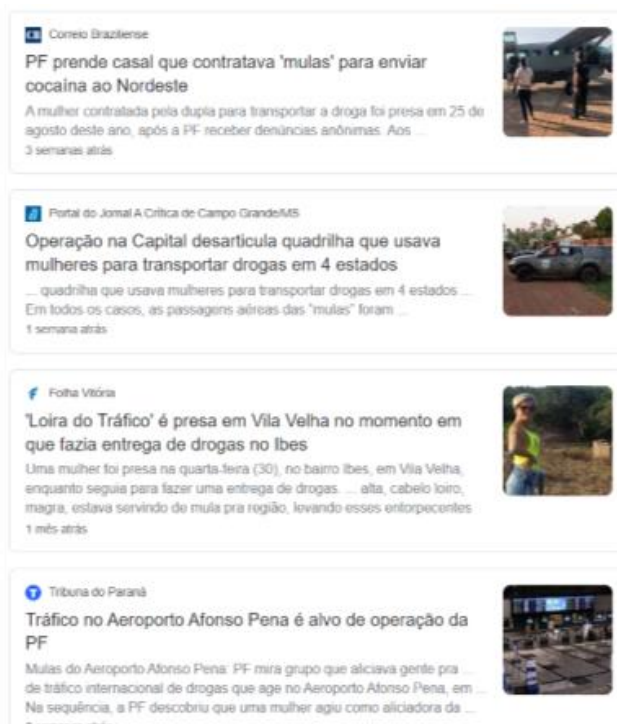 Correio Braziliense
PF prende casal que contratava 'mulas' para enviar
cocaína ao Nordeste
A mulher contratada pela dupla para transportar a droga foi presa em 25 de
agosto deste ano, após a PF receber denúncias anônimas. Aos ...
3 semanas atrás
Portal do Jornal A Crítica de Campo Grande/MS
Operação na Capital desarticula quadrilha que usava
mulheres para transportar drogas em 4 estados
... quadrilha que usava mulheres para transportar drogas em 4 estados ...
Em todos os casos, as passagens aéreas das "mulas" foram ...
1 semana atrás
Folha Vitória
'Loira do Tráfico' é presa em Vila Velha no momento em
que fazia entrega de drogas no Ibes
Uma mulher foi presa na quarta-feira (30), no bairro Ibes, em Vila Velha,
enquanto seguia para fazer uma entrega de drogas. ... alta, cabelo loiro,
magra, estava servindo de mula pra região, levando esses entorpecentes
1 mês atrás
Tribuna do Paraná
Tráfico no Aeroporto Afonso Pena é alvo de operação da
PF
Mulas do Aeroporto Afonso Pena: PF mira grupo que aliciava gente pra ...
de tráfico internacional de drogas que age no Aeroporto Afonso Pena, em ...
Na sequência, a PF descobriu que uma mulher agiu como aliciadora da ...